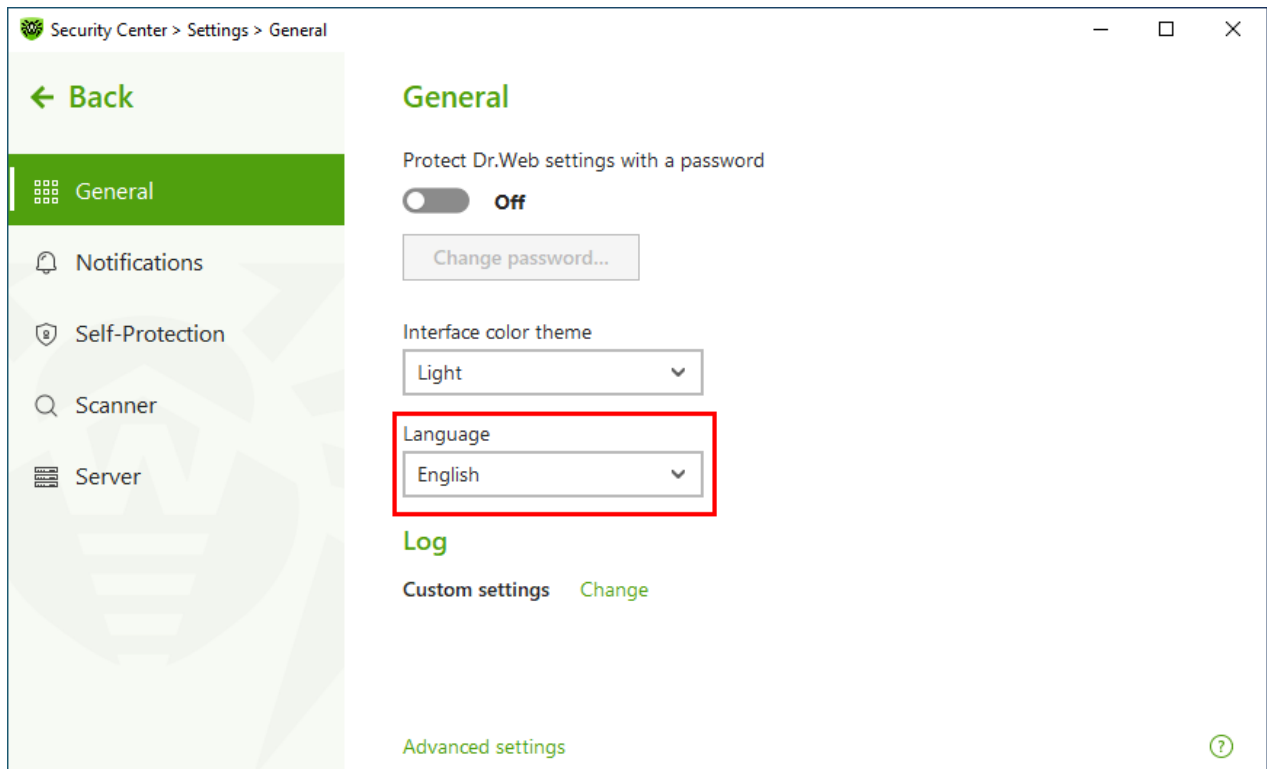 Security Center > Settings > General
Back
General
Notifications
Self-Protection
Scanner
Server
General
Protect Dr.Web settings with a password
Off
Change password...
Interface color theme
Light
Language
English
Log
Custom settings Change
Advanced settings
?